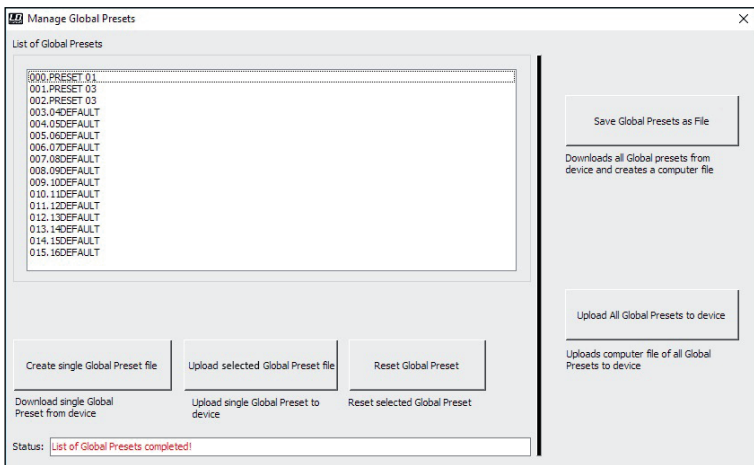 LD Manage Global Presets
List of Global Presets
000.PRESET 01
001.PRESET 03
002.PRESET 03
003.04DEFAULT
004.05DEFAULT
005.06DEFAULT
006.07DEFAULT
007.08DEFAULT
008.09DEFAULT
009.10DEFAULT
010.11DEFAULT
011.12DEFAULT
012.13DEFAULT
013.14DEFAULT
014.15DEFAULT
015.16DEFAULT
Save Global Presets as File
Downloads all Global presets from
device and creates a computer file
Upload All Global Presets to device
Uploads computer file of all Global
Presets to device
Create single Global Preset file
Download single Global
Preset from device
Upload selected Global Preset file
Upload single Global Preset to
device
Reset Global Preset
Reset selected Global Preset
Status: List of Global Presets completed!